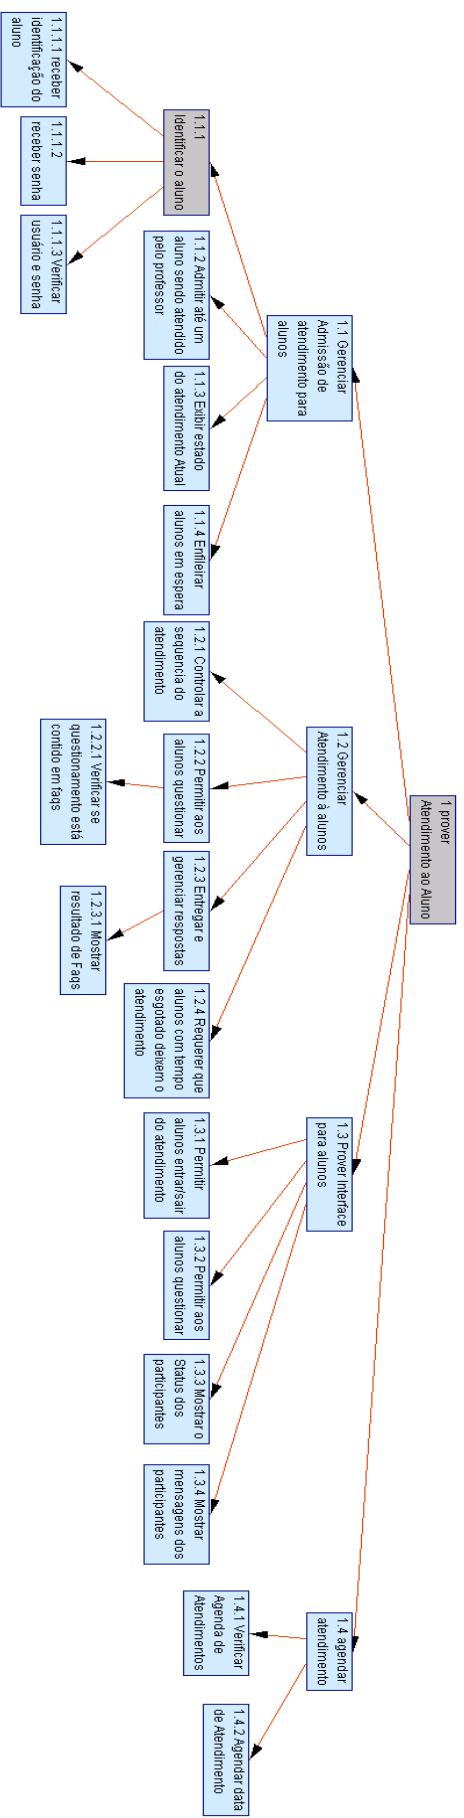 1 prover
Atendimento ao Aluno
1.1 Gerenciar
Admissão de
atendimento para
alunos
1.2 Gerenciar
Atendimento à alunos
1.3 Prover Interface
para alunos
1.4 agendar
atendimento
1.1.1
Identificar o aluno
1.1.2 Admitir até um
aluno sendo atendido
pelo professor
1.1.3 Exibir estado
do atendimento Atual
1.1.4 Enfileirar
alunos em espera
1.2.1 Controlar a
sequencia do
atendimento
1.2.2 Permitir aos
alunos questionar
1.2.3 Entregar e
gerenciar respostas
1.2.4 Requerer que
alunos com tempo
esgotado deixem o
atendimento
1.3.1 Permitir
alunos entrar/sair
do atendimento
1.3.2 Permitir aos
alunos questionar
1.3.3 Mostrar o
Status dos
participantes
1.3.4 Mostrar
mensagens dos
participantes
1.4.1 Verificar
Agenda de
Atendimentos
1.4.2 Agendar data
de Atendimento
1.1.1.1 receber
identificação do
aluno
1.1.1.2
receber senha
1.1.1.3 Verificar
usuário e senha
1.2.2.1 Verificar se
questionamento está
contido em faqs
1.2.3.1 Mostrar
resultado de Faqs